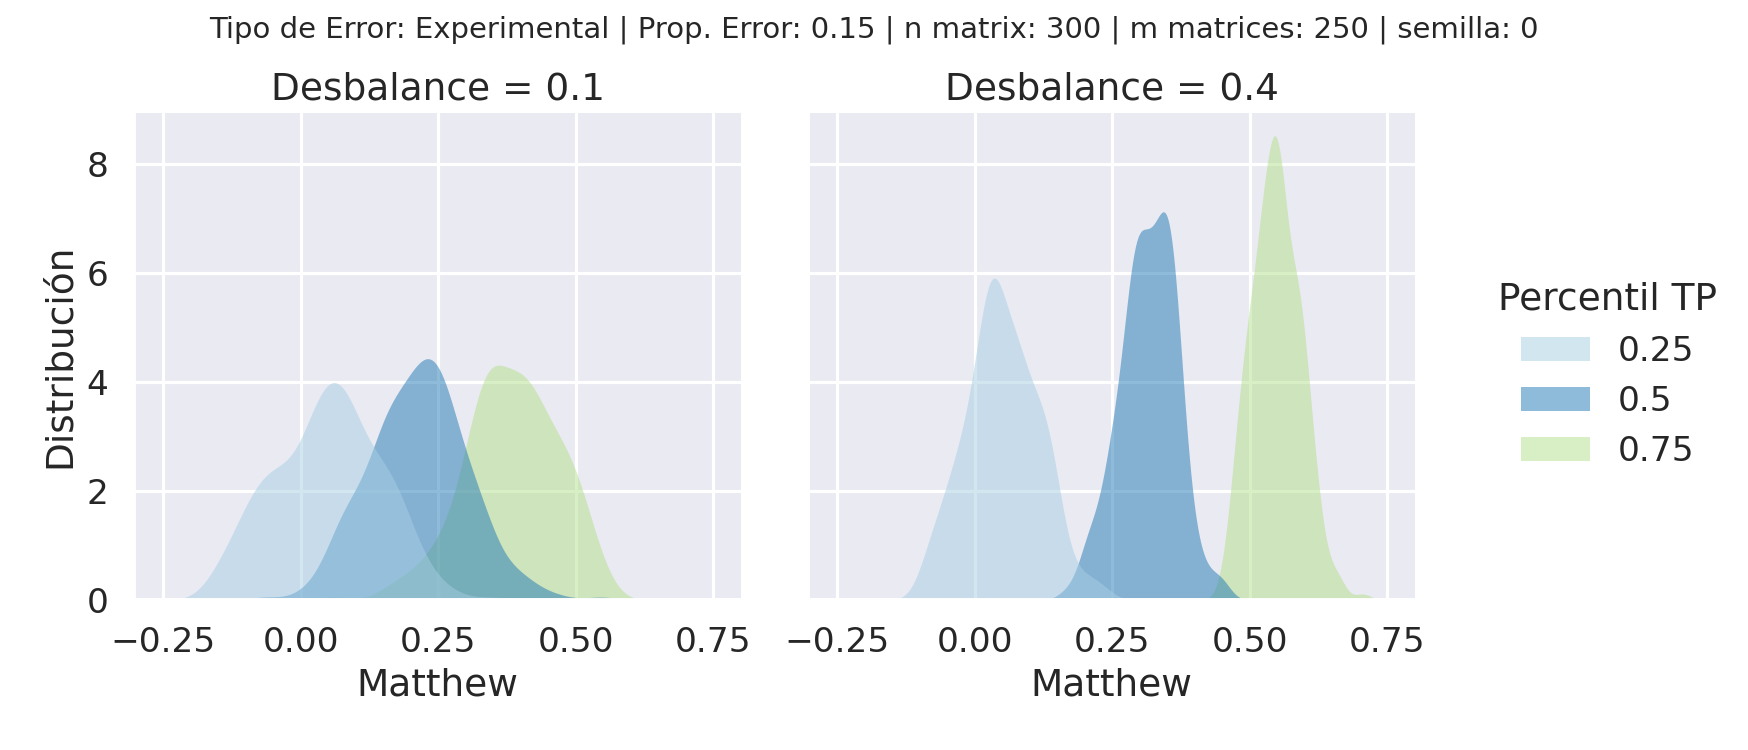 Tipo de Error: Experimental | Prop. Error: 0.15 | n matrix: 300 | m matrices: 250 | semilla: 0
Desbalance = 0.1
Desbalance = 0.4
Distribución
8
6
4
2
0
−0.25 0.00 0.25 0.50 0.75
−0.25 0.00 0.25 0.50 0.75
Matthew
Matthew
Percentil TP
0.25
0.5
0.75